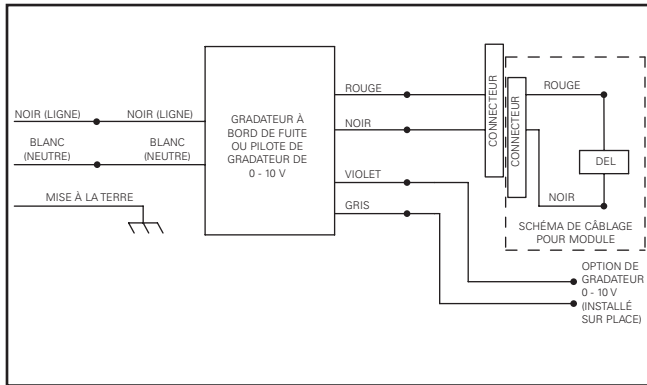 NOIR (LIGNE)
NOIR (LIGNE)
BLANC
(NEUTRE)
BLANC
(NEUTRE)
MISE À LA TERRE
GRADATEUR À
BORD DE FUITE
OU PILOTE DE
GRADATEUR DE
0 - 10 V
ROUGE
NOIR
VIOLET
GRIS
CONNECTEUR
CONNECTEUR
ROUGE
DEL
NOIR
SCHÉMA DE CÂBLAGE
POUR MODULE
OPTION DE
GRADATEUR
0 - 10 V
(INSTALLÉ
SUR PLACE)